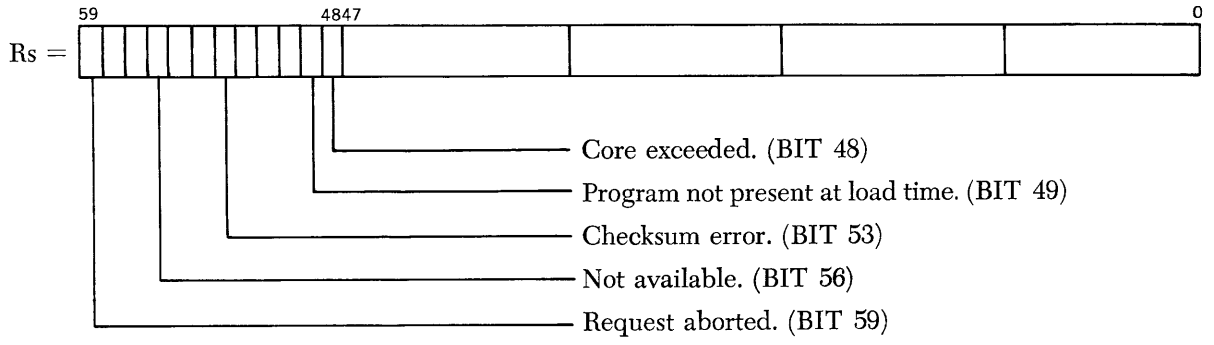 59 4847 0
Rs =
Core exceeded. (BIT 48)
Program not present at load time. (BIT 49)
Checksum error. (BIT 53)
Not available. (BIT 56)
Request aborted. (BIT 59)